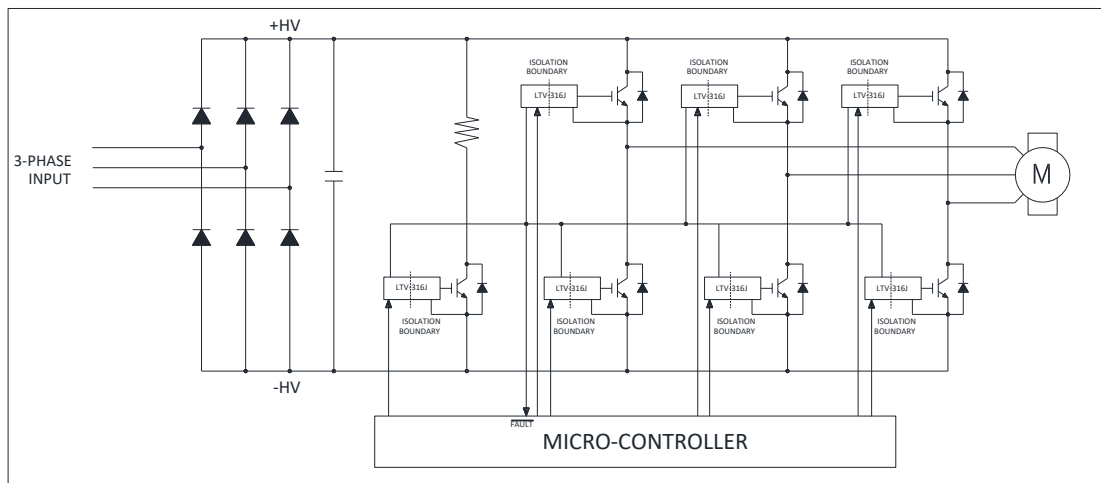 +HV
ISOLATION
BOUNDARY
LTV-316J
ISOLATION
BOUNDARY
LTV-316J
ISOLATION
BOUNDARY
LTV-316J
3-PHASE
INPUT
M
LTV-316J
ISOLATION
BOUNDARY
LTV-316J
ISOLATION
BOUNDARY
LTV-316J
ISOLATION
BOUNDARY
LTV-316J
ISOLATION
BOUNDARY
-HV
FAULT
MICRO-CONTROLLER